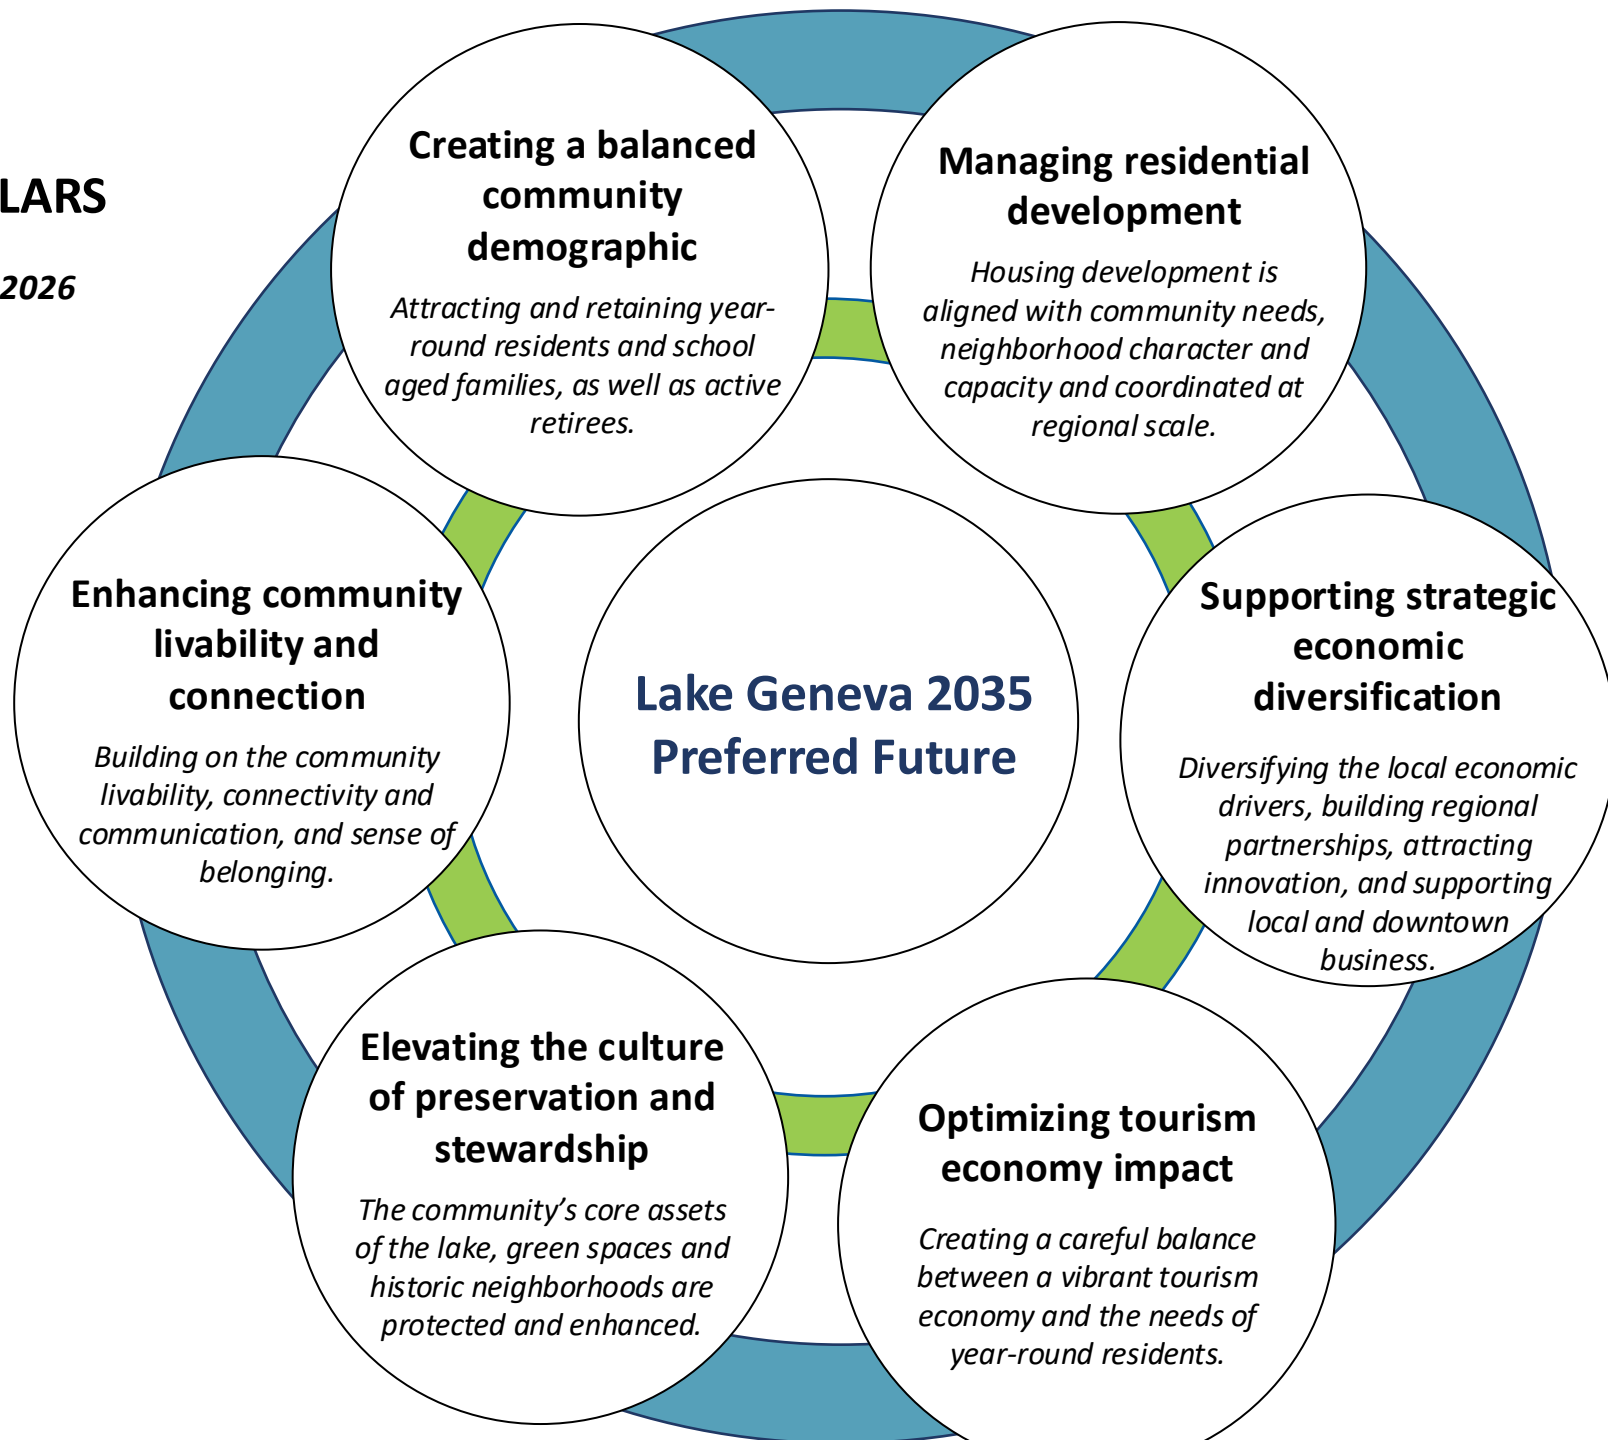 LARS
2026
Creating a balanced
community
demographic
Attracting and retaining year-
round residents and school
aged families, as well as active
retirees.
Managing residential
development
Housing development is
aligned with community needs,
neighborhood character and
capacity and coordinated at
regional scale.
Enhancing community
livability and
connection
Building on the community
livability, connectivity and
communication, and sense of
belonging.
Lake Geneva 2035
Preferred Future
Supporting strategic
economic
diversification
Diversifying the local economic
drivers, building regional
partnerships, attracting
innovation, and supporting
local and downtown
business.
Elevating the culture
of preservation and
stewardship
The community’s core assets
of the lake, green spaces and
historic neighborhoods are
protected and enhanced.
Optimizing tourism
economy impact
Creating a careful balance
between a vibrant tourism
economy and the needs of
year-round residents.